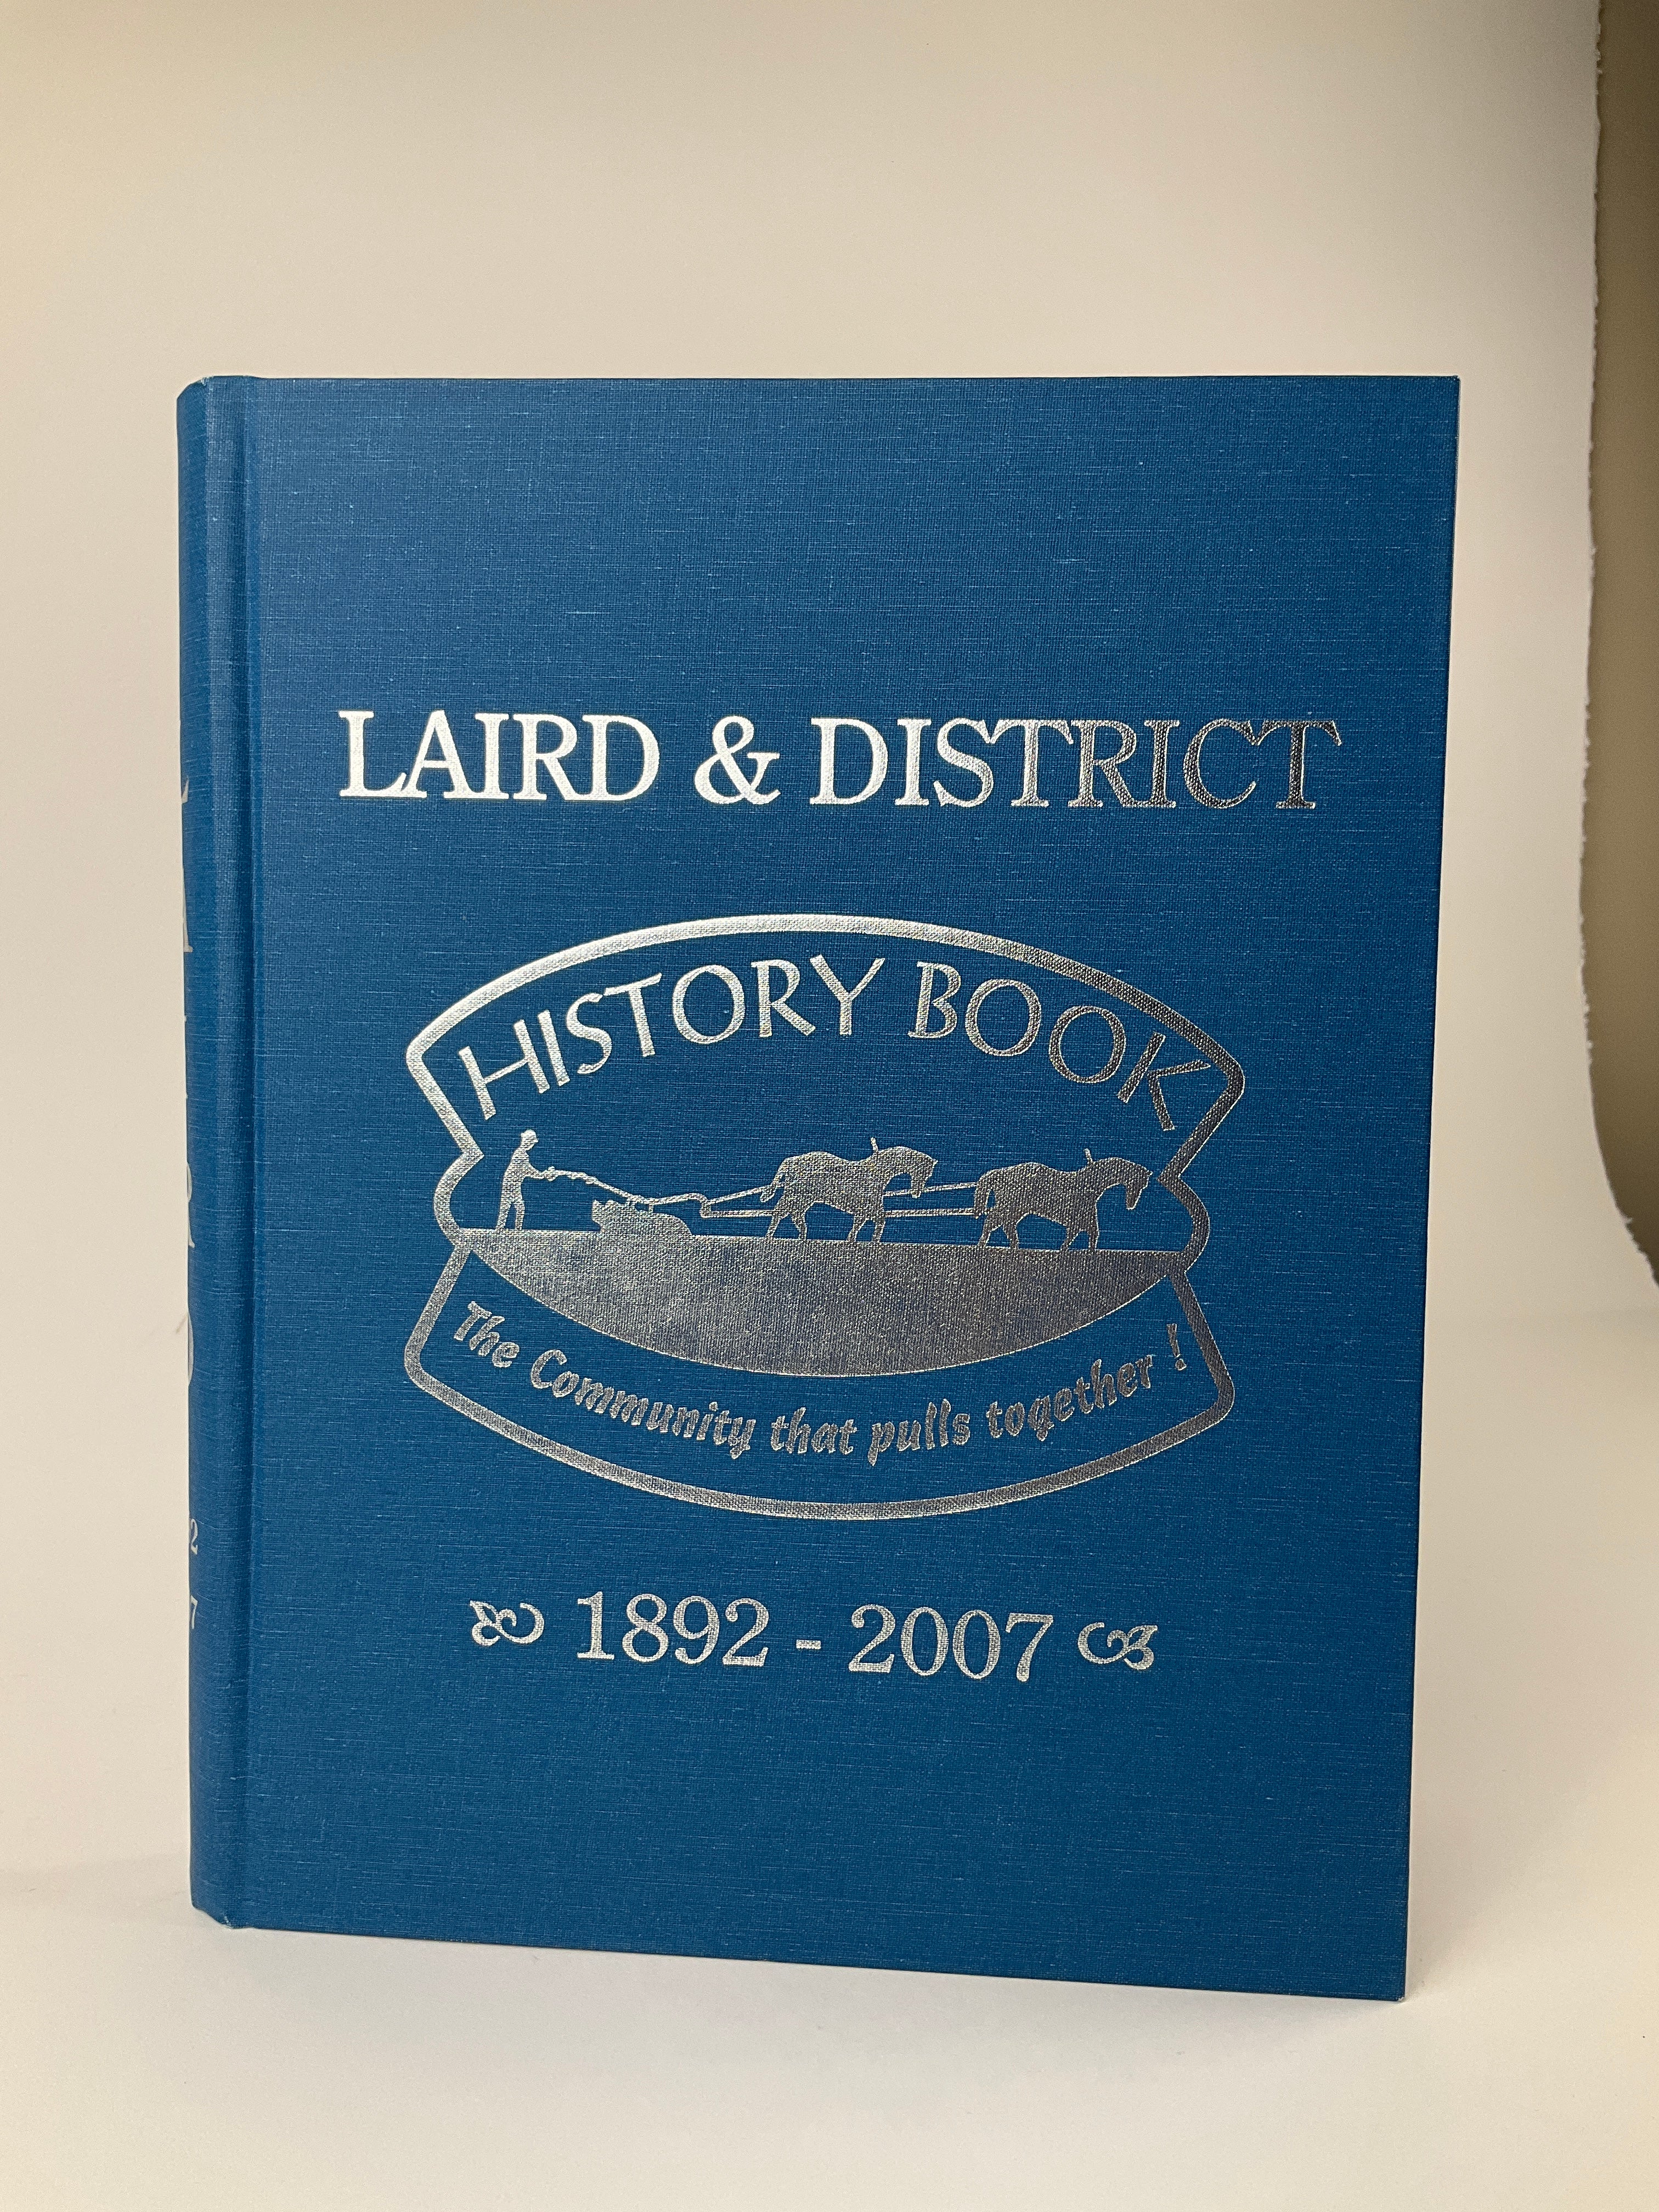 LAIRD & DISTRICT
HISTORY BOOK
The Community that pulls together !
1892 - 2007